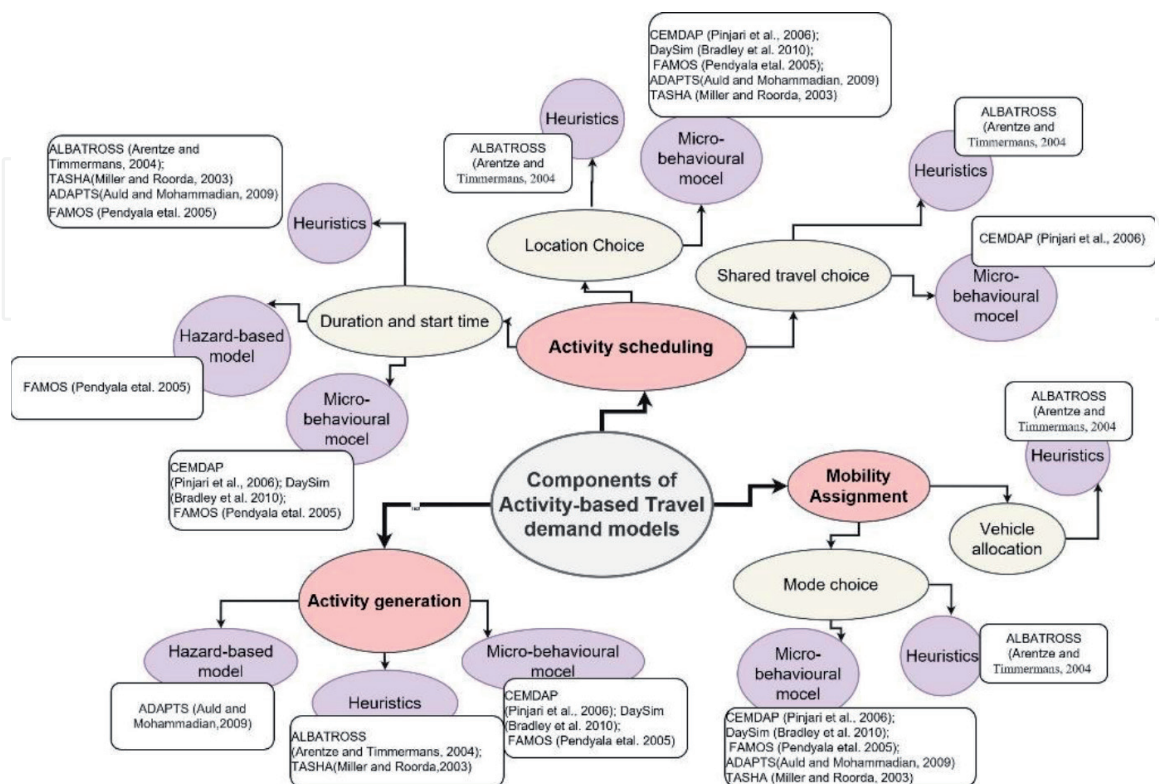 CEMDAP (Pinjari et al., 2006);
DaySim (Bradley et al. 2010);
FAMOS (Pendyala etal. 2005);
ADAPTS(Auld and Mohammadian, 2009)
TASHA (Miller and Roorda, 2003)
Heuristics
ALBATROSS
(Arentze and
Timmermans, 2004
Micro-
behavioural
mocel
Location Choice
ALBATROSS
(Arentze and
Timmermans, 2004
Heuristics
CEMDAP (Pinjari et al., 2006)
Micro-
behavioural
mocel
Shared travel choice
ALBATROSS (Arentze and
Timmermans, 2004);
TASHA(Miller and Roorda, 2003)
ADAPTS(Auld and Mohammadian, 2009)
FAMOS (Pendyala etal. 2005)
Heuristics
Duration and start time
Activity scheduling
Hazard-based
model
FAMOS (Pendyala etal. 2005)
Micro-
behavioural
mocel
CEMDAP
(Pinjari et al., 2006); DaySim
(Bradley et al. 2010);
FAMOS (Pendyala etal. 2005)
Components of
Activity-based Travel
demand models
Mobility
Assignment
ALBATROSS
(Arentze and
Timmermans, 2004
Heuristics
Vehicle
allocation
Mode choice
ALBATROSS
(Arentze and
Timmermans, 2004
Heuristics
Micro-
behavioural
mocel
CEMDAP (Pinjari et al., 2006);
DaySim (Bradley et al. 2010);
FAMOS (Pendyala etal. 2005);
ADAPTS(Auld and Mohammadian, 2009)
TASHA (Miller and Roorda, 2003)
Activity generation
Hazard-based
model
ADAPTS (Auld and
Mohammadian,2009)
Heuristics
ALBATROSS
(Arentze and Timmermans, 2004);
TASHA(Miller and Roorda,2003)
Micro-behavioural mocel
CEMDAP
(Pinjari et al., 2006); DaySim
(Bradley et al. 2010);
FAMOS (Pendyala etal. 2005)